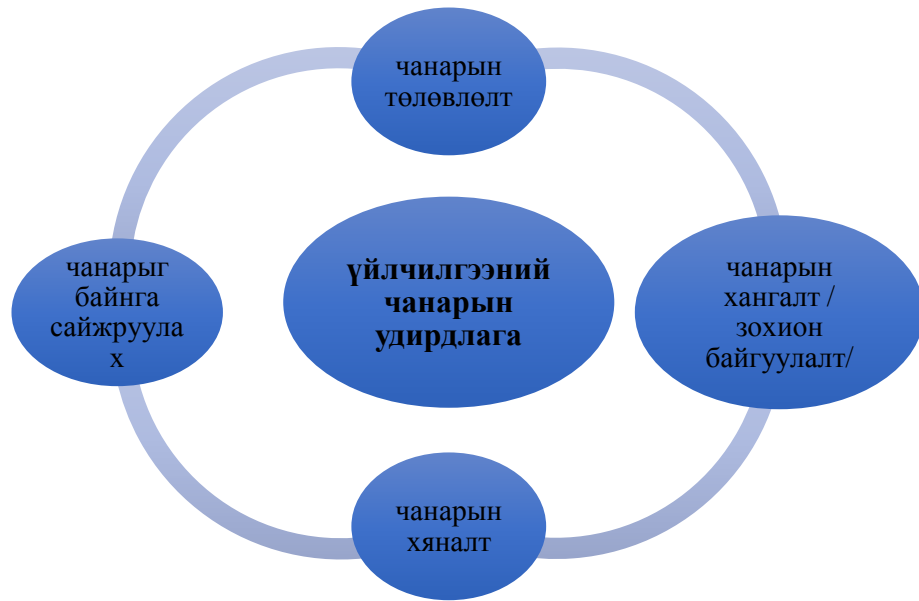 чанарын
төлөвлөлт
чанарыг
байнга
сайжруула
х
үйлчилгээний
чанарын
удирдлага
чанарын
хангалт /
зохион
байгуулалт/
чанарын
хяналт